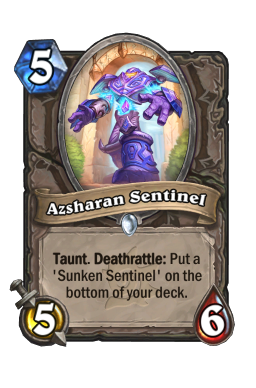 5
Azsharan Sentinel
Taunt. Deathrattle: Put a
'Sunken Sentinel' on the
bottom of your deck.
5
6